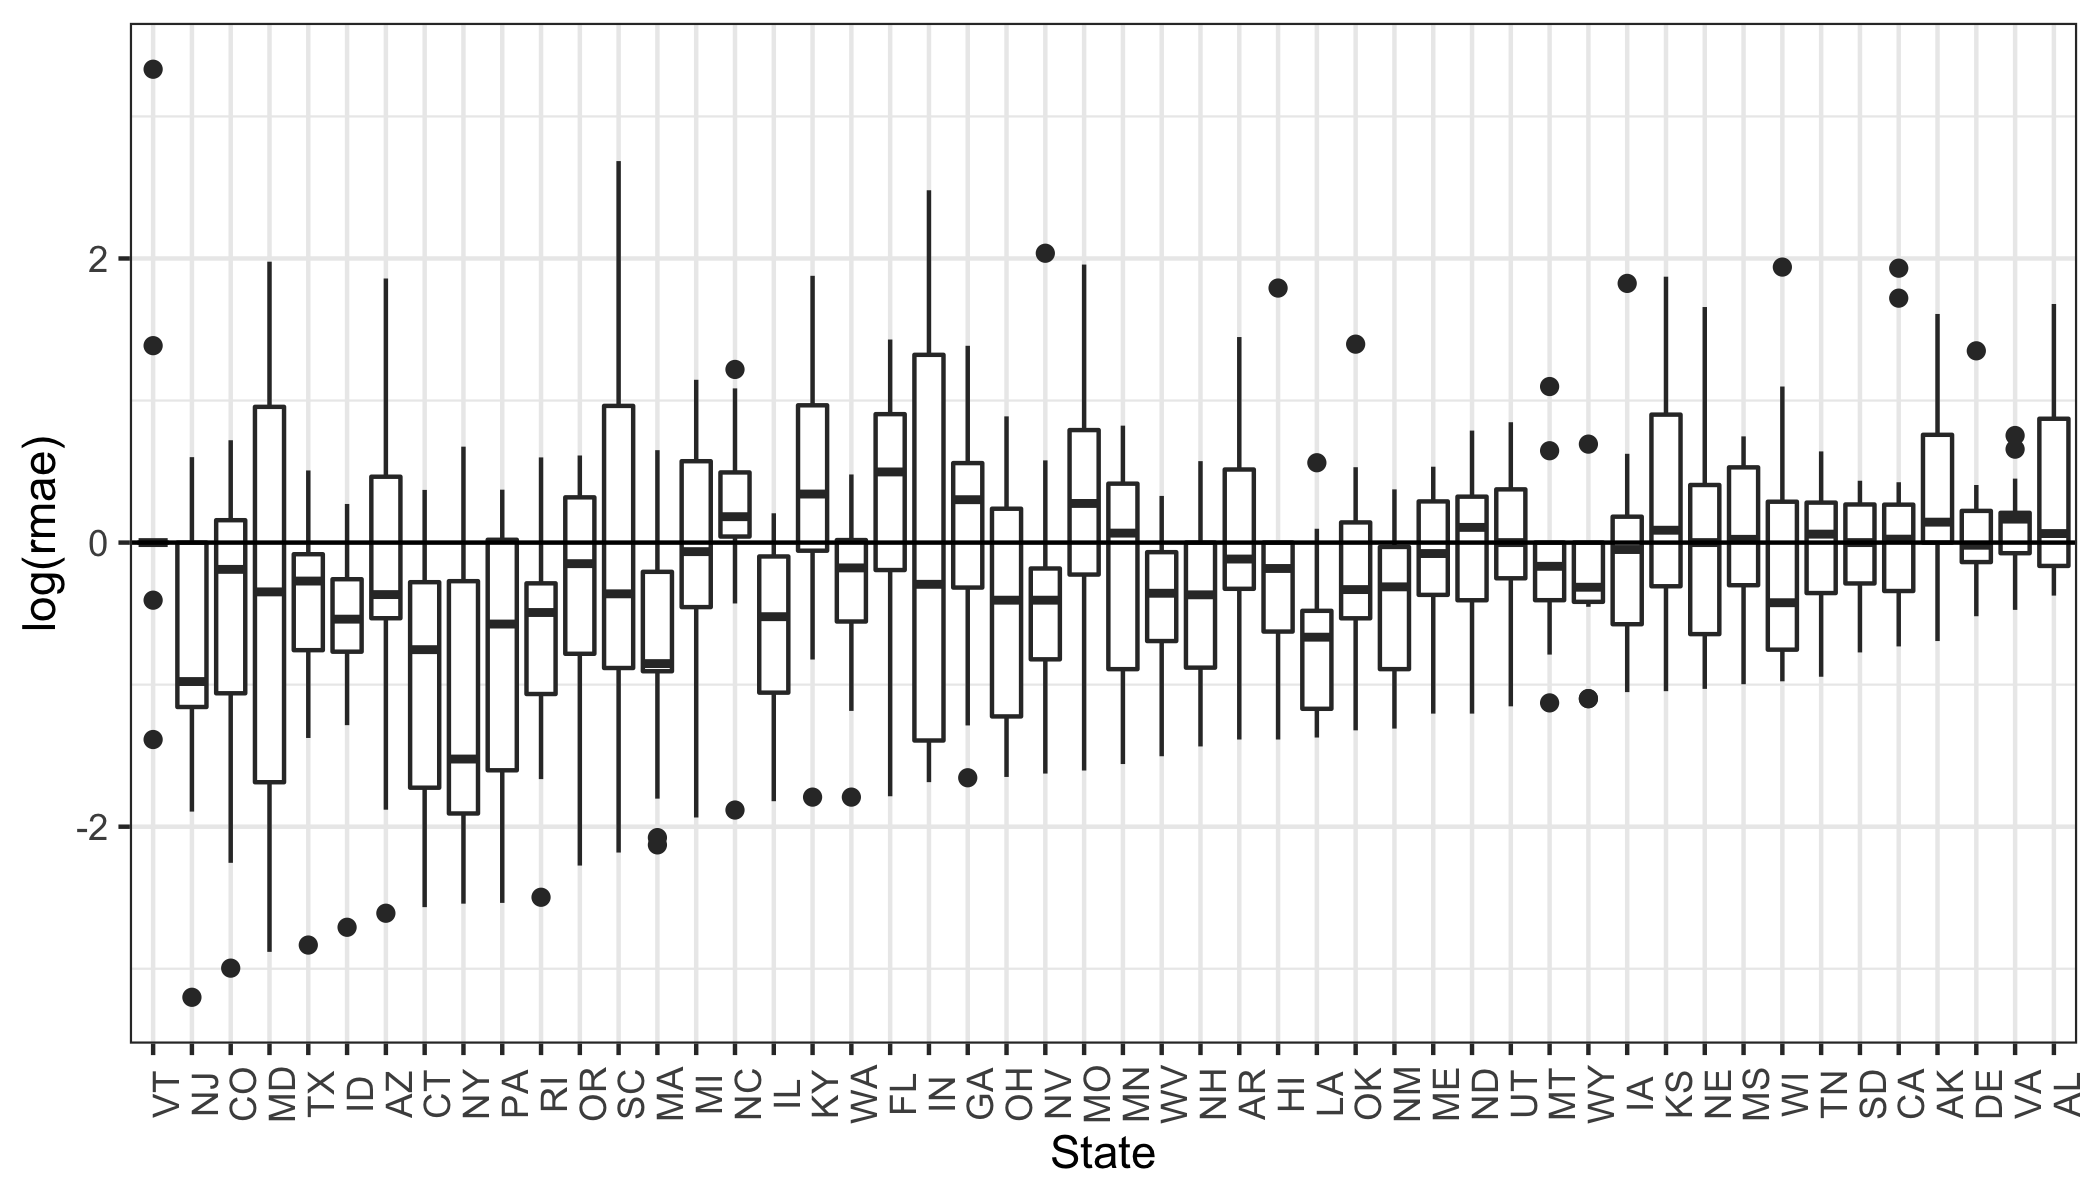 log(rmae)
2
0
-2
VT NJ CO MD TX ID AZ CT NY PA RI OR SC MA MI NC IL KY WA FL IN GA OH NV MO MN WV NH AR HI LA OK NM ME ND UT MT WY IA KS NE MS WI TN SD CA AK DE VA AL
State